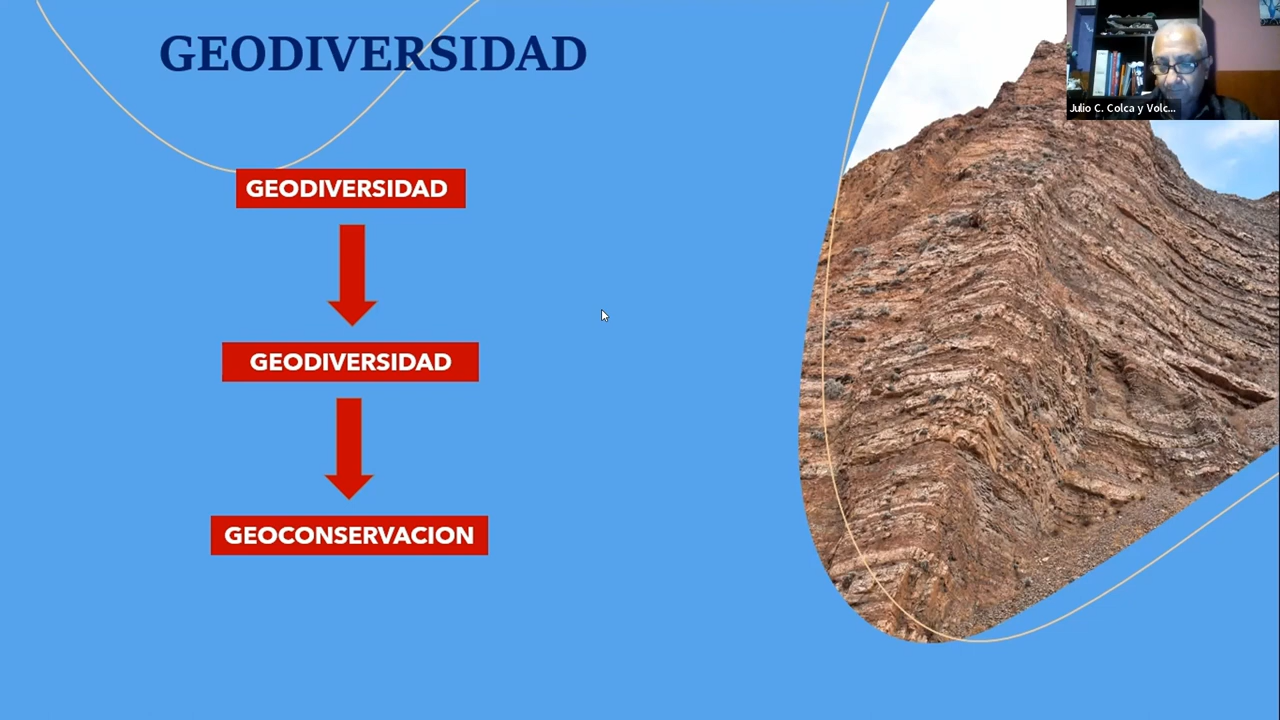 GEODIVERSIDAD
GEODIVERSIDAD
GEODIVERSIDAD
GEOCONSERVACION
Julio C. Colca y Volc...